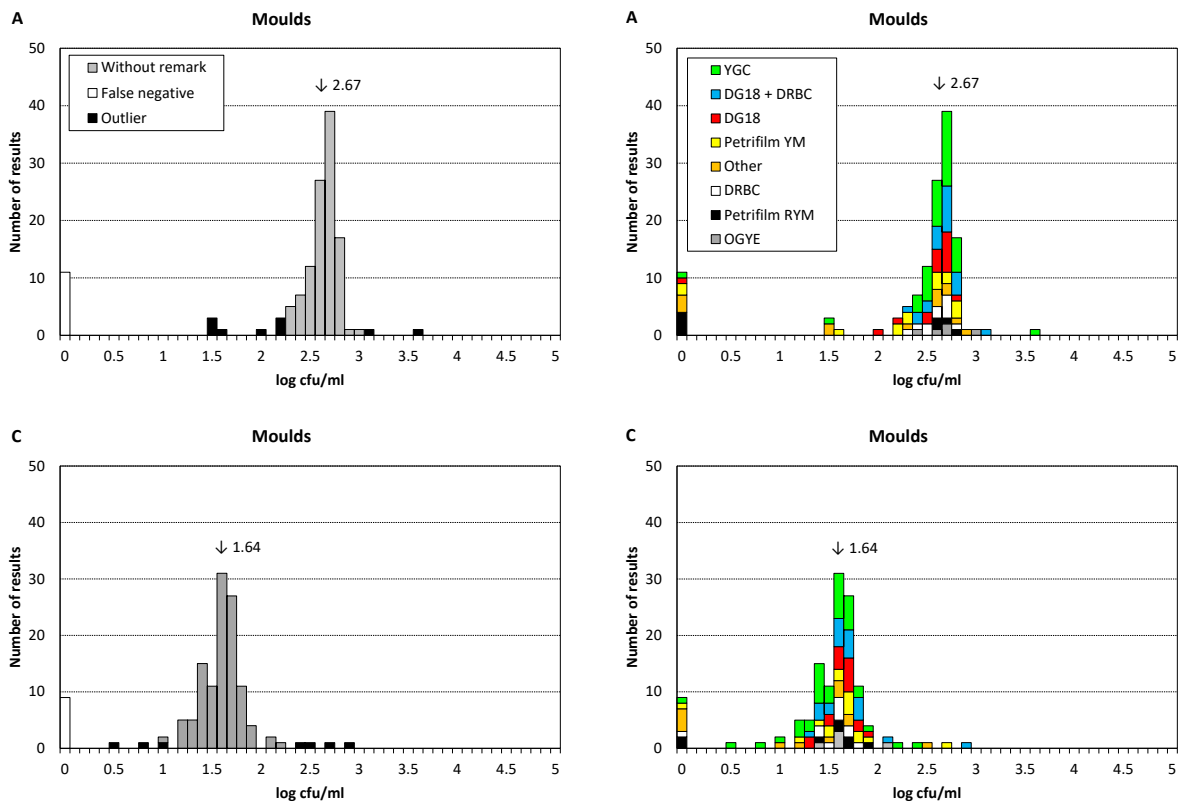 A
Moulds
Number of results
50
40
30
20
10
0
Without remark
False negative
Outlier
↓ 2.67
0 0.5 1 1.5 2 2.5 3 3.5 4 4.5 5
log cfu/ml
A
Moulds
Number of results
50
40
30
20
10
0
YGC
DG18 + DRBC
DG18
Petrifilm YM
Other
DRBC
Petrifilm RYM
OGYE
↓ 2.67
0 0.5 1 1.5 2 2.5 3 3.5 4 4.5 5
log cfu/ml
C
Moulds
Number of results
50
40
30
20
10
0
↓ 1.64
0 0.5 1 1.5 2 2.5 3 3.5 4 4.5 5
log cfu/ml
C
Moulds
Number of results
50
40
30
20
10
0
↓ 1.64
0 0.5 1 1.5 2 2.5 3 3.5 4 4.5 5
log cfu/ml